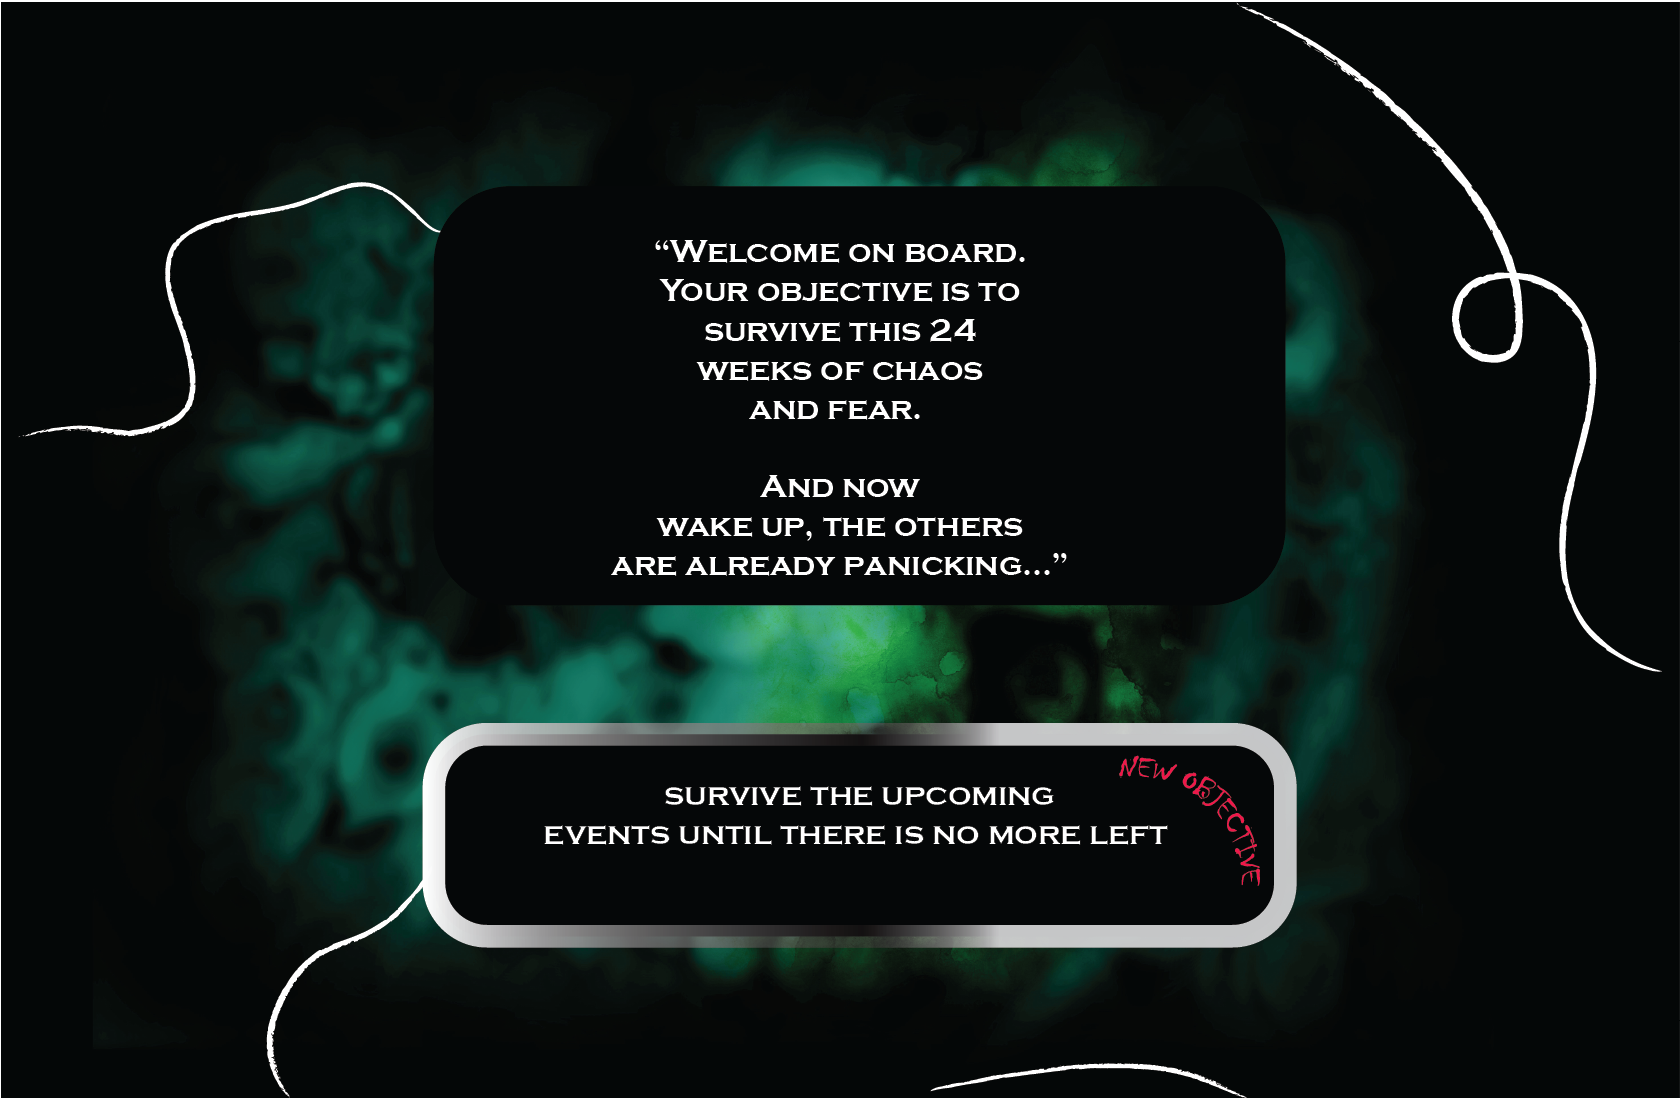 “Welcome on board.
Your objective is to
survive this 24
weeks of chaos
and fear.
And now
wake up, the others
are already panicking...”
NEW OBJECTIVE
survive the upcoming
events until there is no more left